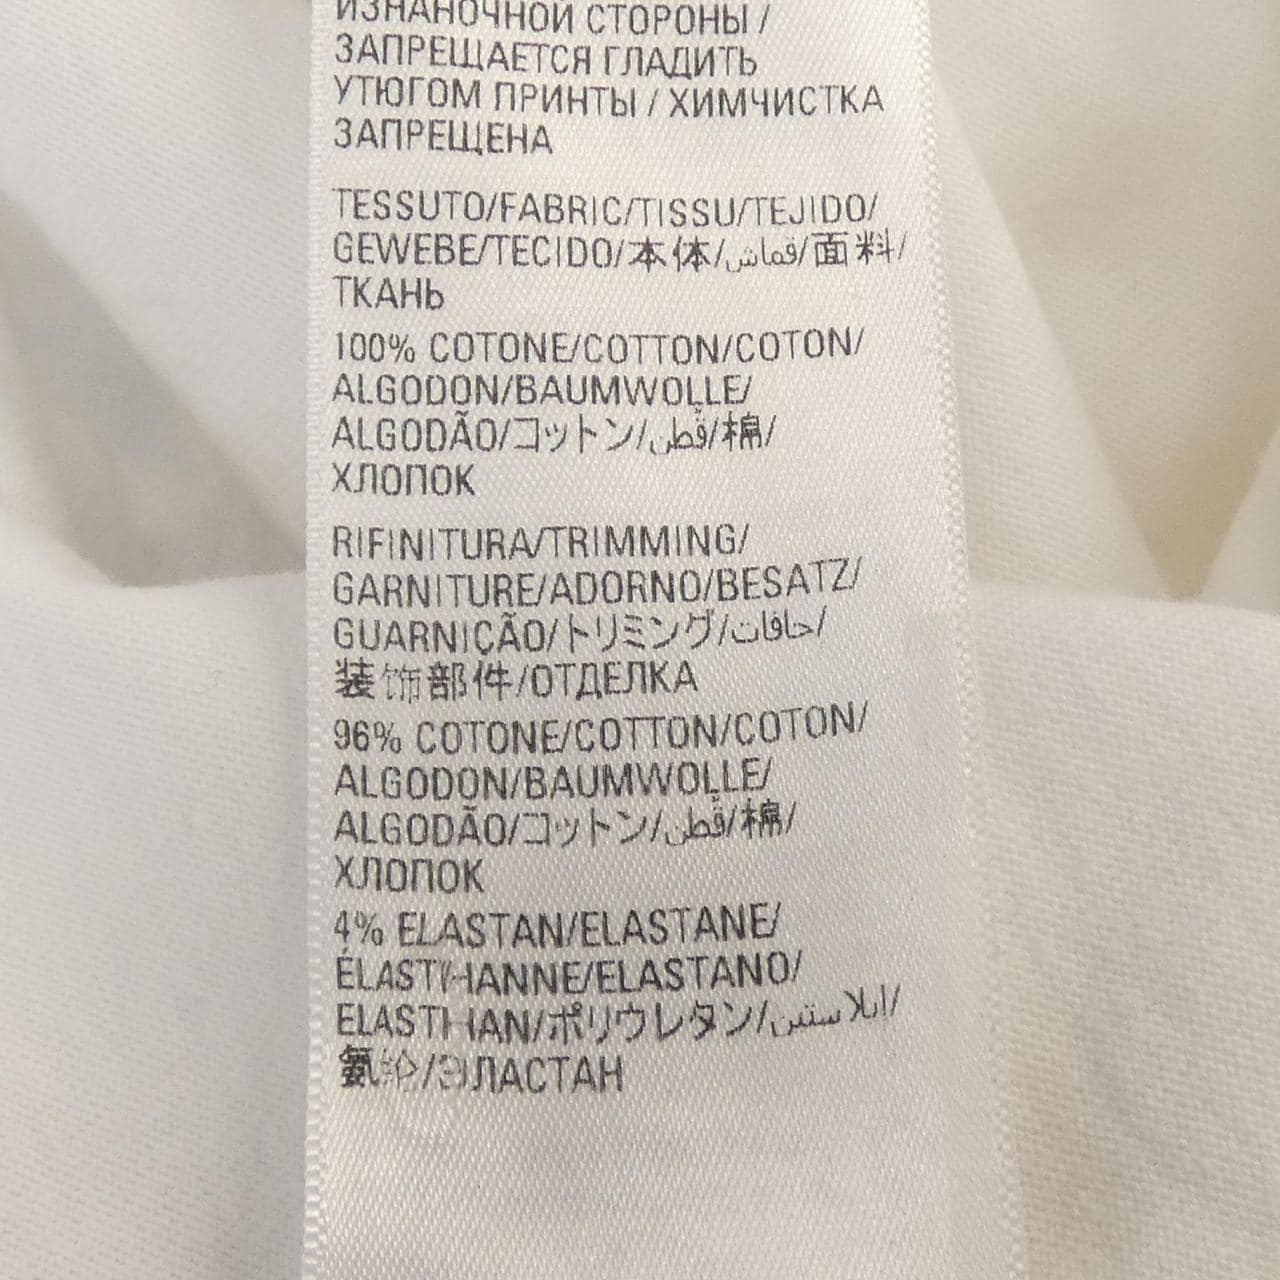 ИЗНАНОЧНОЙ СТОРОНЫ /
ЗАПРЕЩАЕТСЯ ГЛАДИТЬ
УТЮГОМ ПРИНТЫ / ХИМЧИСТКА
ЗАПРЕЩЕНА
TESSUTO/FABRIC/TISSU/TEJIDO/
GEWEBE/TECIDO/本体/قماش/面料/
ТКАНЬ
100% COTONE/COTTON/COTON/
ALGODON/BAUMWOLLE/
ALGODÃO/コットン/قطن/棉/
ХЛОПОК
RIFINITURA/TRIMMING/
GARNITURE/ADORNO/BESATZ/
GUARNIÇÃO/トリミング/حافات/
装饰部件/ОТДЕЛКА
96% COTONE/COTTON/COTON/
ALGODON/BAUMWOLLE/
ALGODÃO/コットン/قطن/棉/
ХЛОПОК
4% ELASTAN/ELASTANE/
ÉLASTHANNE/ELASTANO/
ELASTHAN/ポリウレタン/ايلاستين/
氨纶/ЭЛАСТАН